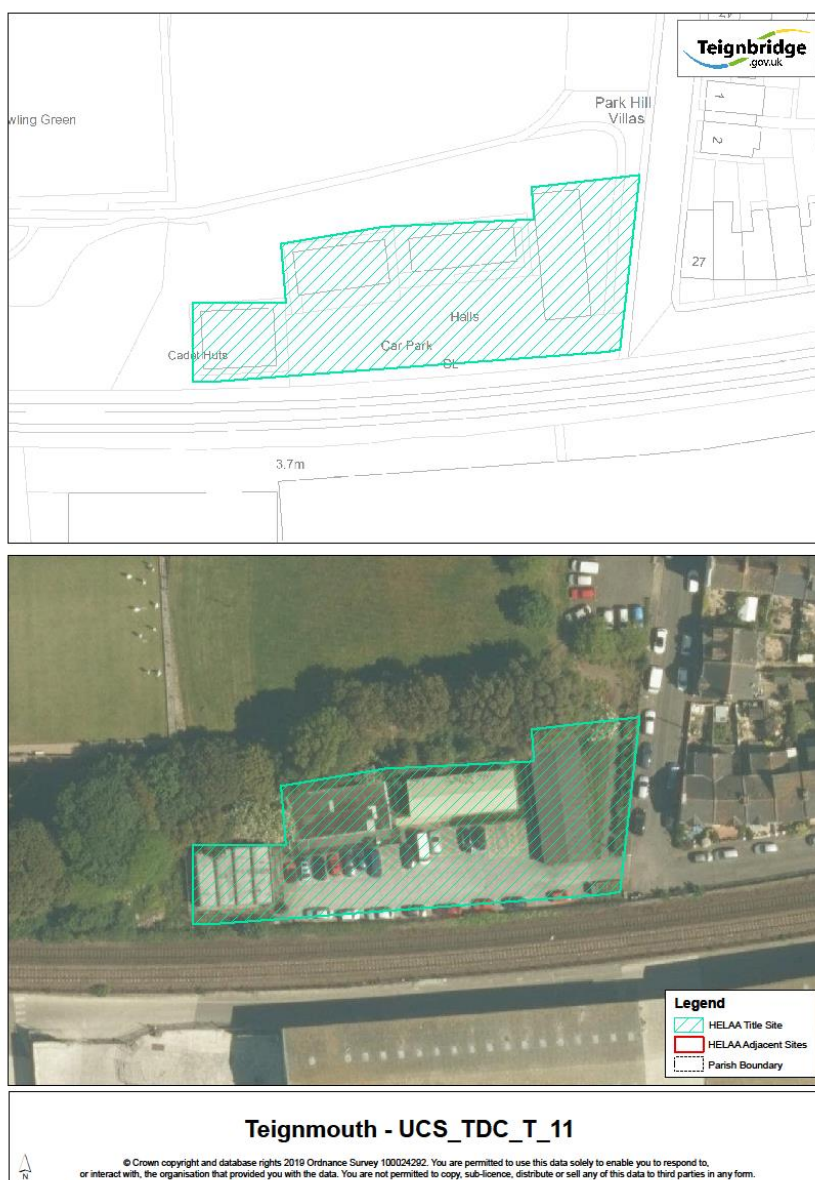 Teignbridge
.gov.uk
Park Hill
Villas
wling Green
1
2
27
Halls
Car Park
Cadet Huts
SL
3.7m
Legend
HELAA Title Site
HELAA Adjacent Sites
Parish Boundary
Teignmouth - UCS_TDC_T_11
© Crown copyright and database rights 2019 Ordnance Survey 100024292. You are permitted to use this data solely to enable you to respond to,
or interact with, the organisation that provided you with the data. You are not permitted to copy, sub-licence, distribute or sell any of this data to third parties in any form.